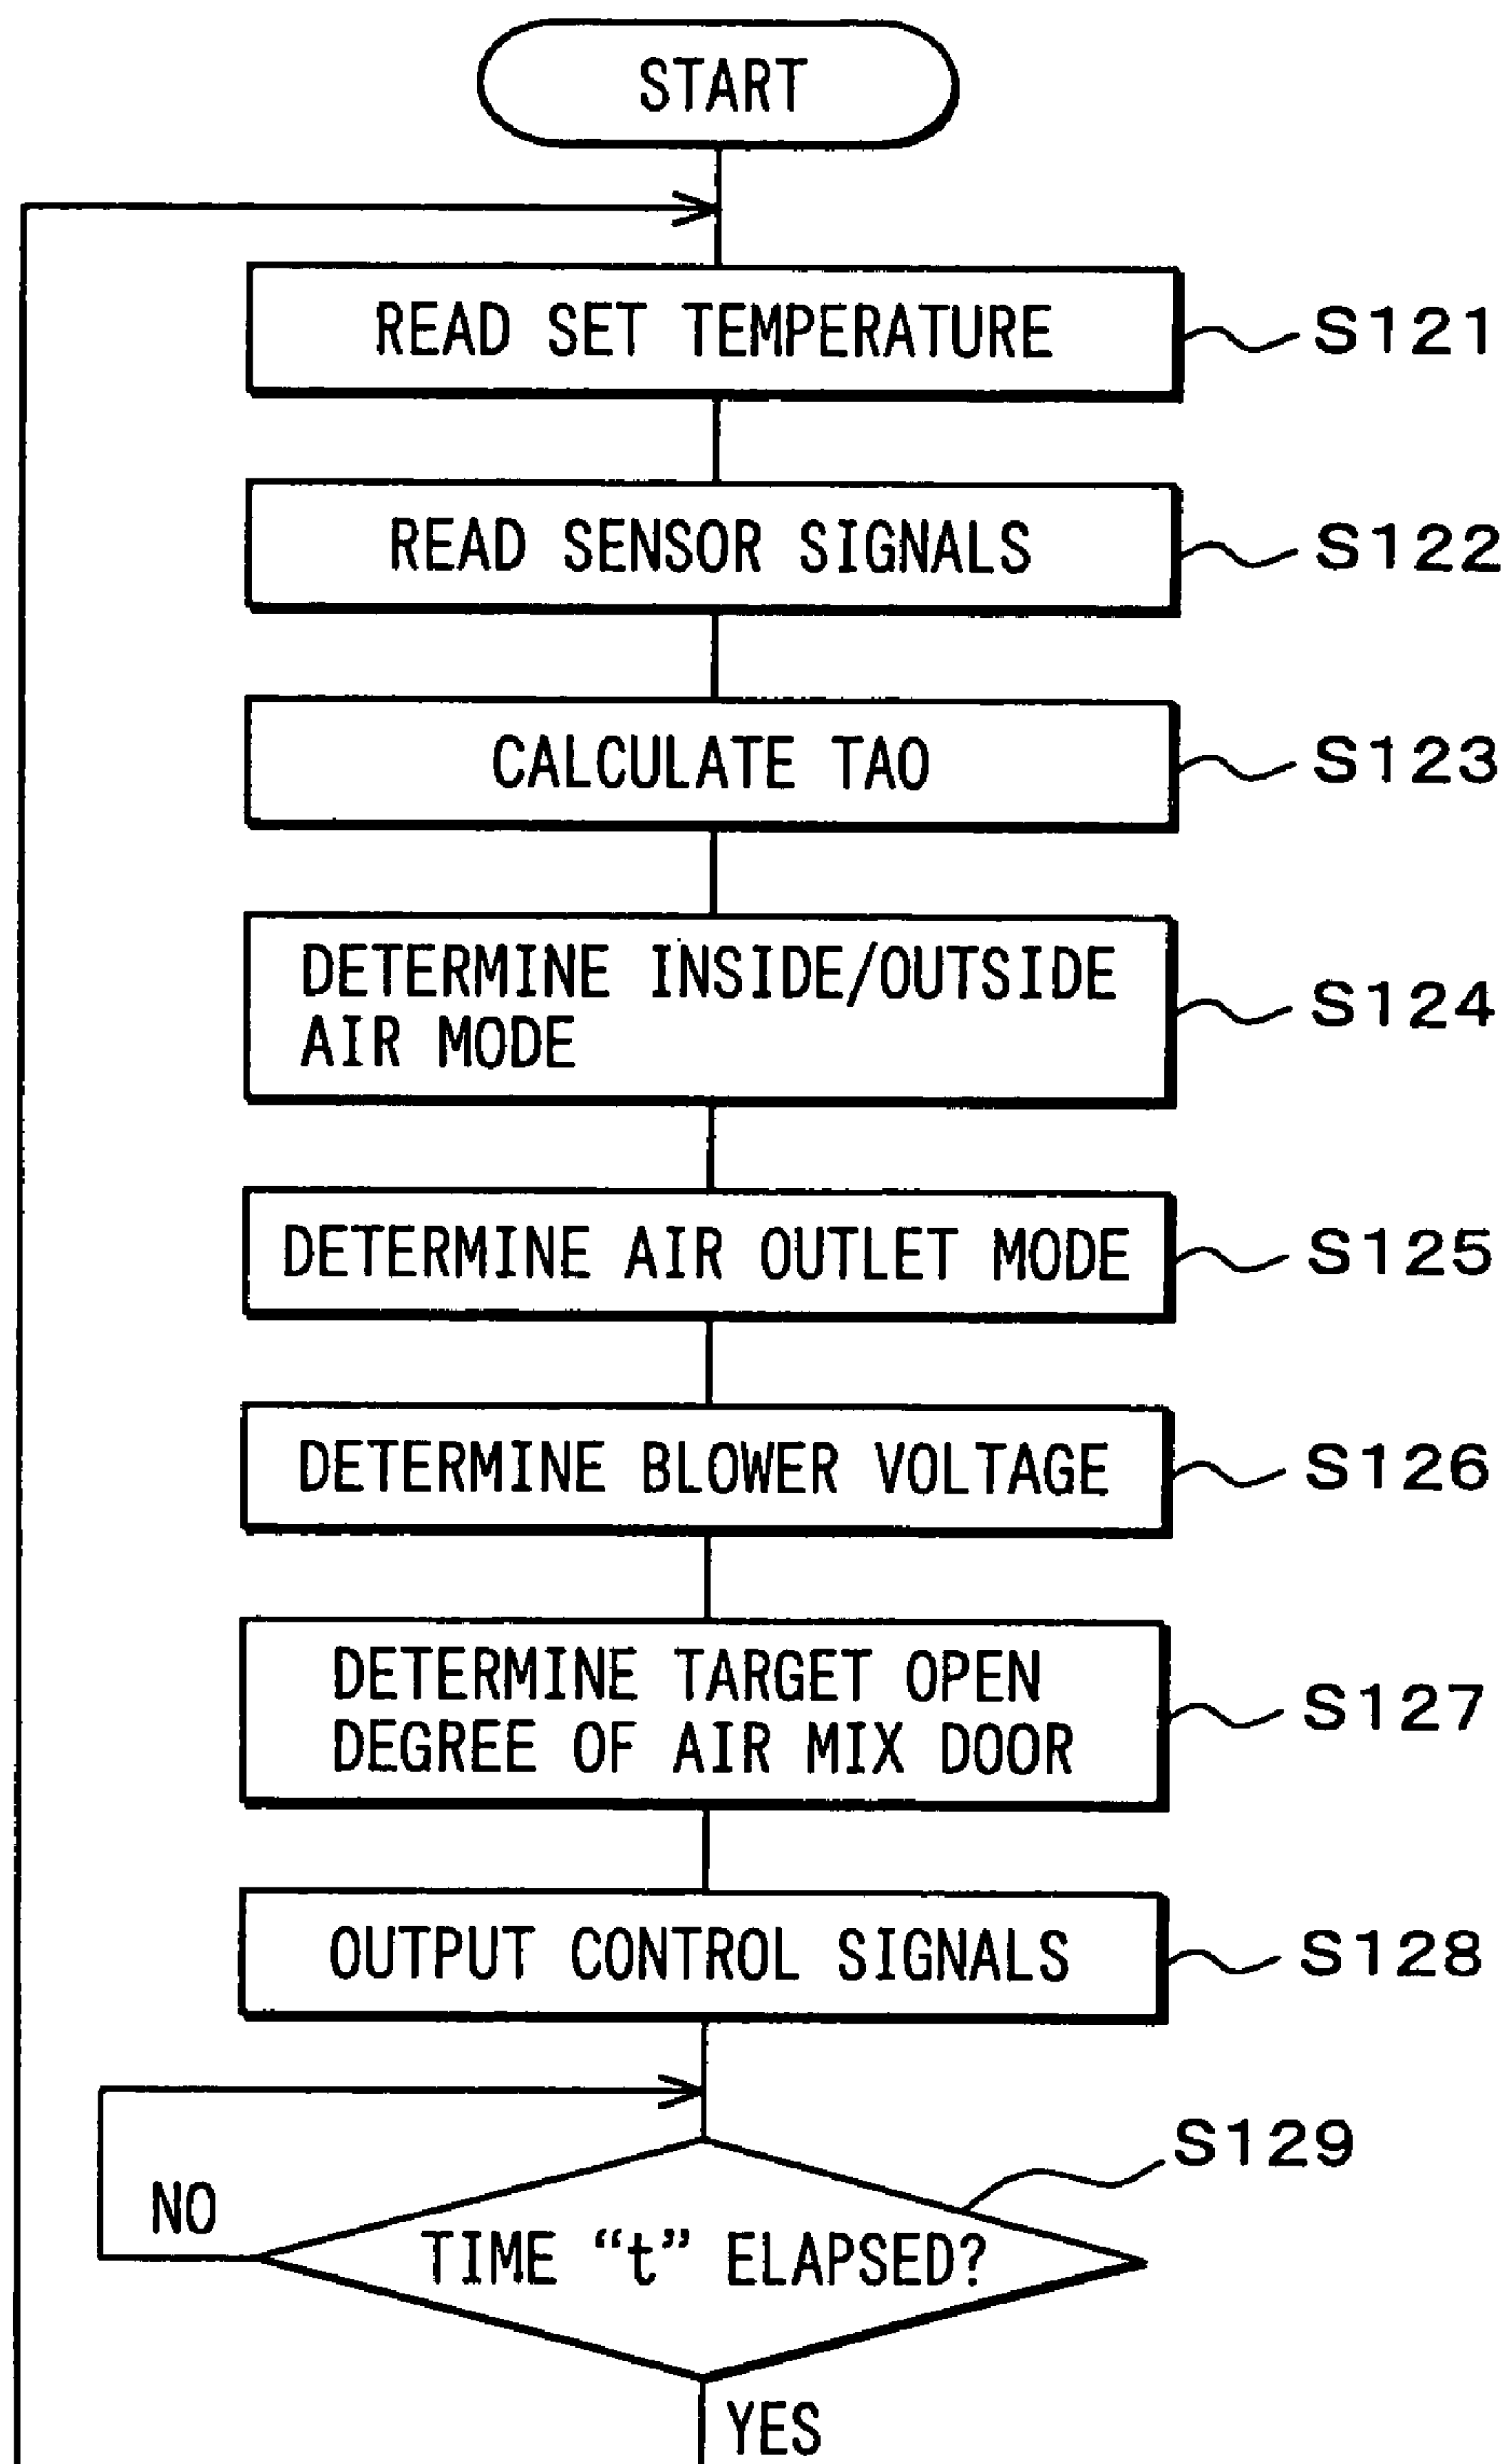 START
READ SET TEMPERATURE
S121
READ SENSOR SIGNALS
S122
CALCULATE TAO
S123
DETERMINE INSIDE/OUTSIDE
AIR MODE
S124
DETERMINE AIR OUTLET MODE
S125
DETERMINE BLOWER VOLTAGE
S126
DETERMINE TARGET OPEN
DEGREE OF AIR MIX DOOR
S127
OUTPUT CONTROL SIGNALS
S128
S129
NO
TIME “t” ELAPSED?
YES